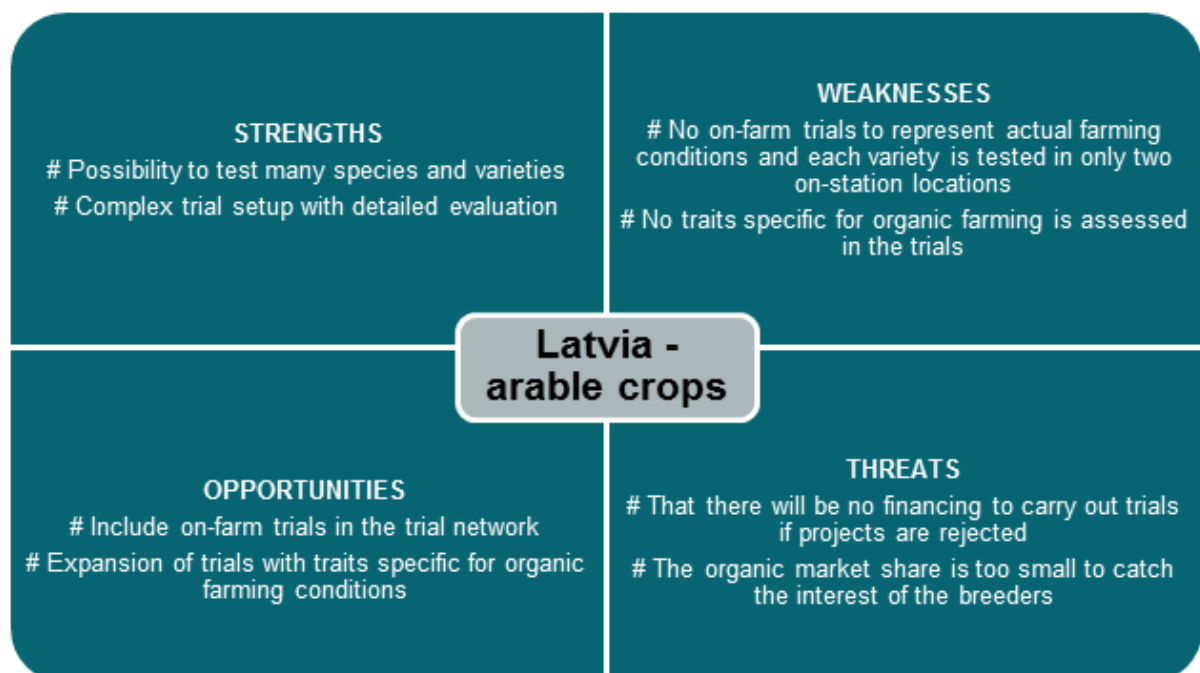 STRENGTHS
# Possibility to test many species and varieties
# Complex trial setup with detailed evaluation
WEAKNESSES
# No on-farm trials to represent actual farming
conditions and each variety is tested in only two
on-station locations
# No traits specific for organic farming is assessed
in the trials
Latvia -
arable crops
OPPORTUNITIES
# Include on-farm trials in the trial network
# Expansion of trials with traits specific for organic
farming conditions
THREATS
# That there will be no financing to carry out trials
if projects are rejected
# The organic market share is too small to catch
the interest of the breeders